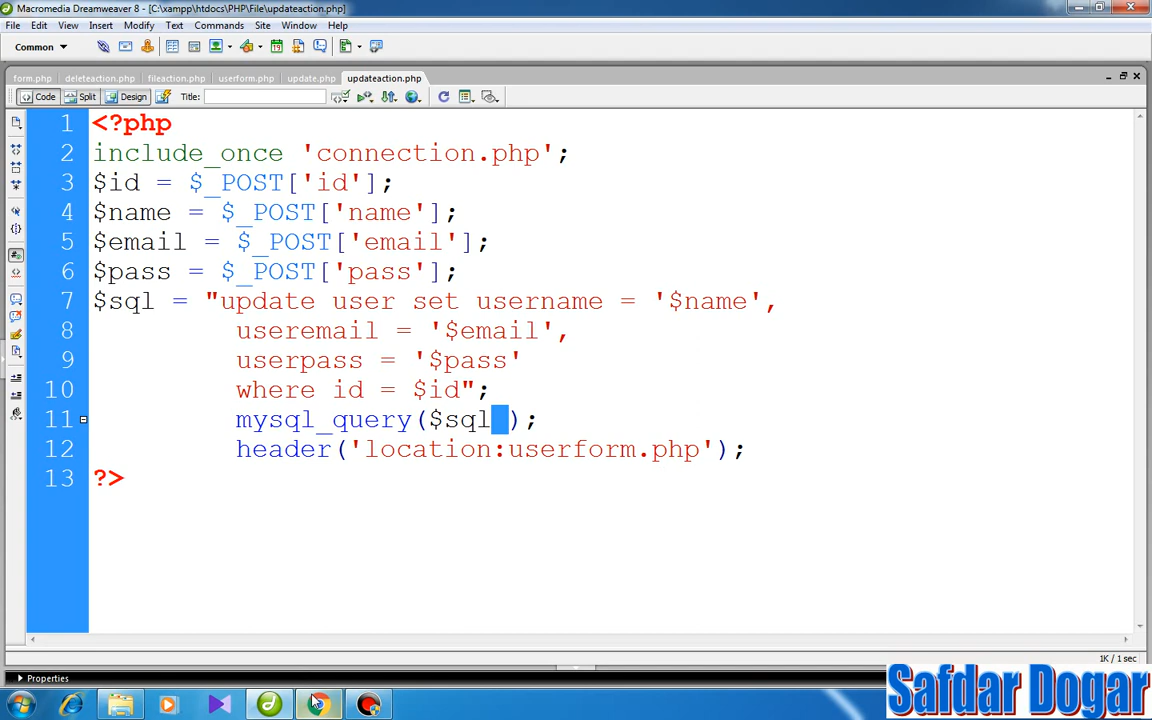 Macromedia Dreamweaver 8 - [C:\xampp\htdocs\PHP\File\updateaction.php]
File Edit View Insert Modify Text Commands Site Window Help
Common
form.php deleteaction.php fileaction.php userform.php update.php updateaction.php
Code Split Design Title:
1 <?php
2 include_once 'connection.php';
3 $id = $_POST['id'];
4 $name = $_POST['name'];
5 $email = $_POST['email'];
6 $pass = $_POST['pass'];
7 $sql = "update user set username = '$name',
8 useremail = '$email',
9 userpass = '$pass'
10 where id = $id";
11 mysql_query($sql );
12 header('location:userform.php');
13 ?>
1K / 1 sec
Properties
Safdar Dogar